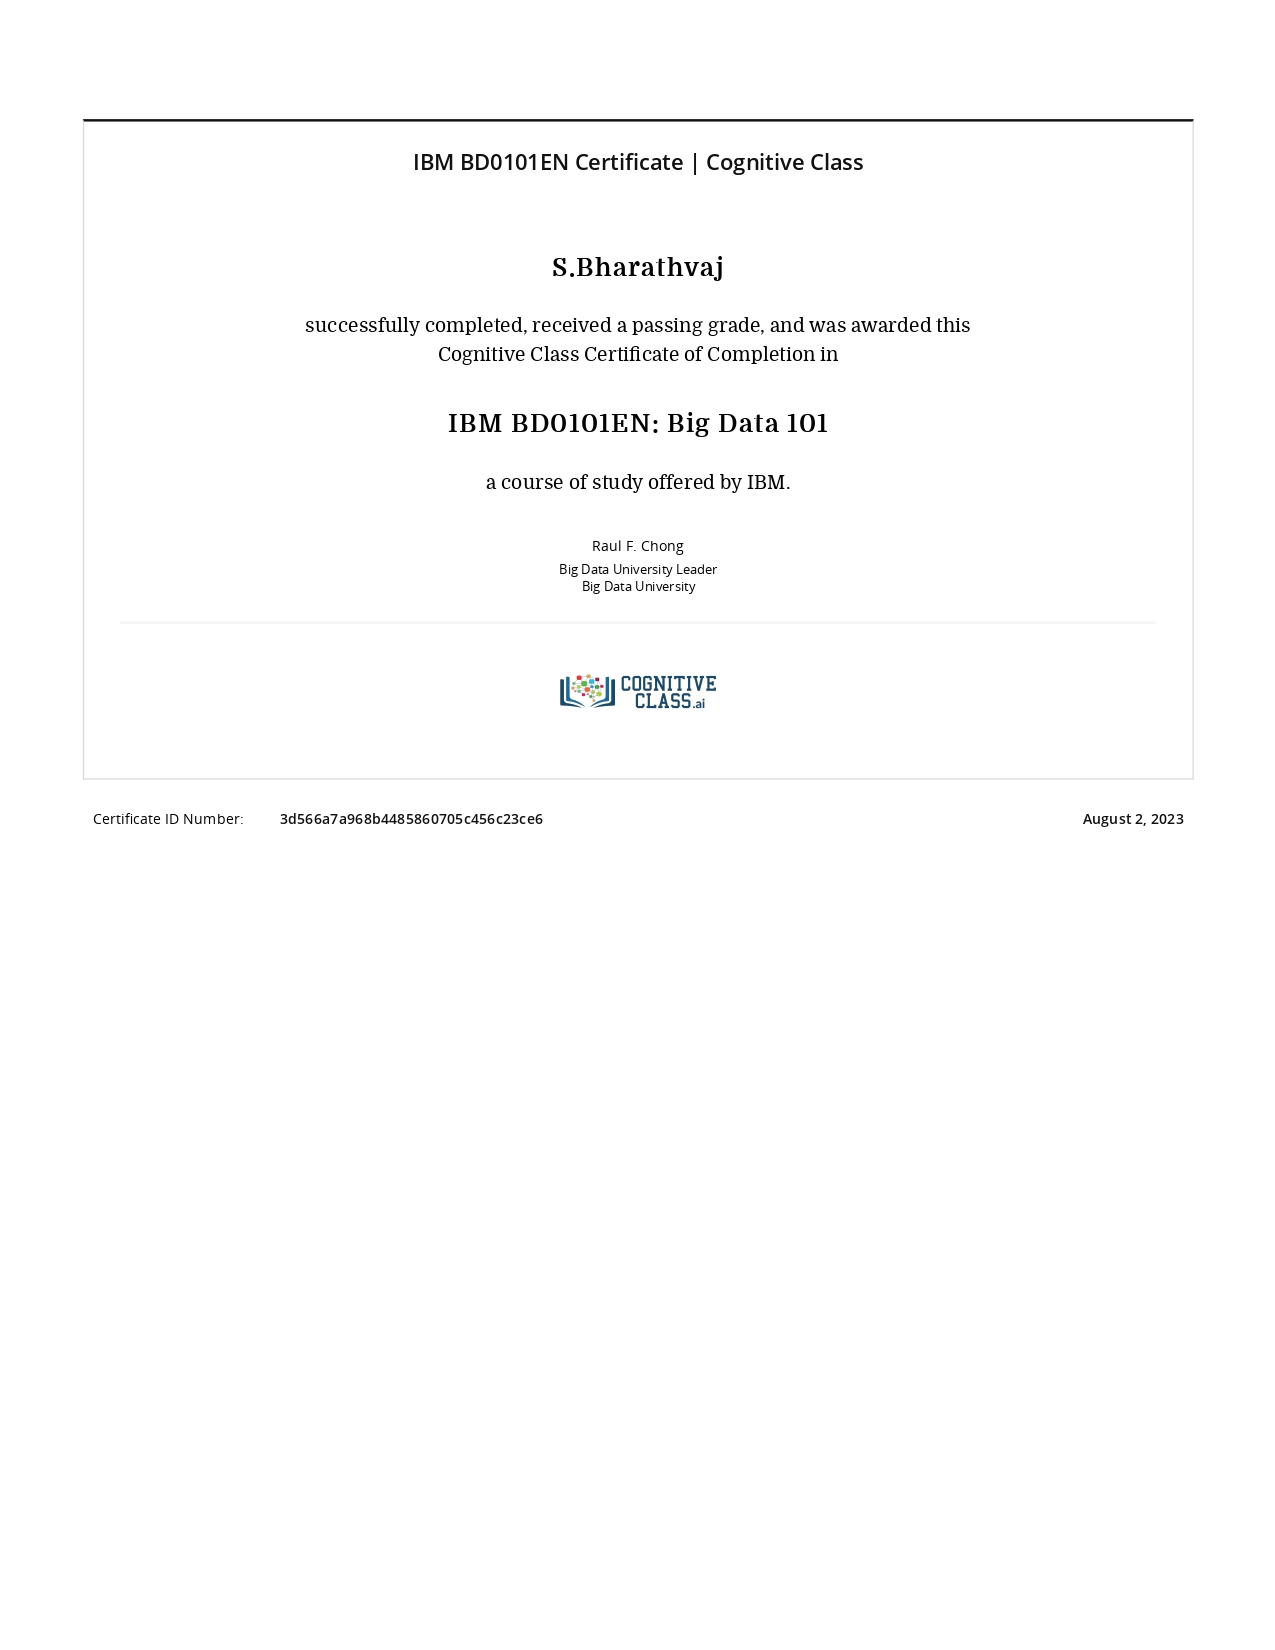 IBM BD0101EN Certificate | Cognitive Class
S.Bharathvaj
successfully completed, received a passing grade, and was awarded this
Cognitive Class Certificate of Completion in
IBM BD0101EN: Big Data 101
a course of study offered by IBM.
Raul F. Chong
Big Data University Leader
Big Data University
COGNITIVE
CLASS.ai
Certificate ID Number: 3d566a7a968b4485860705c456c23ce6 August 2, 2023